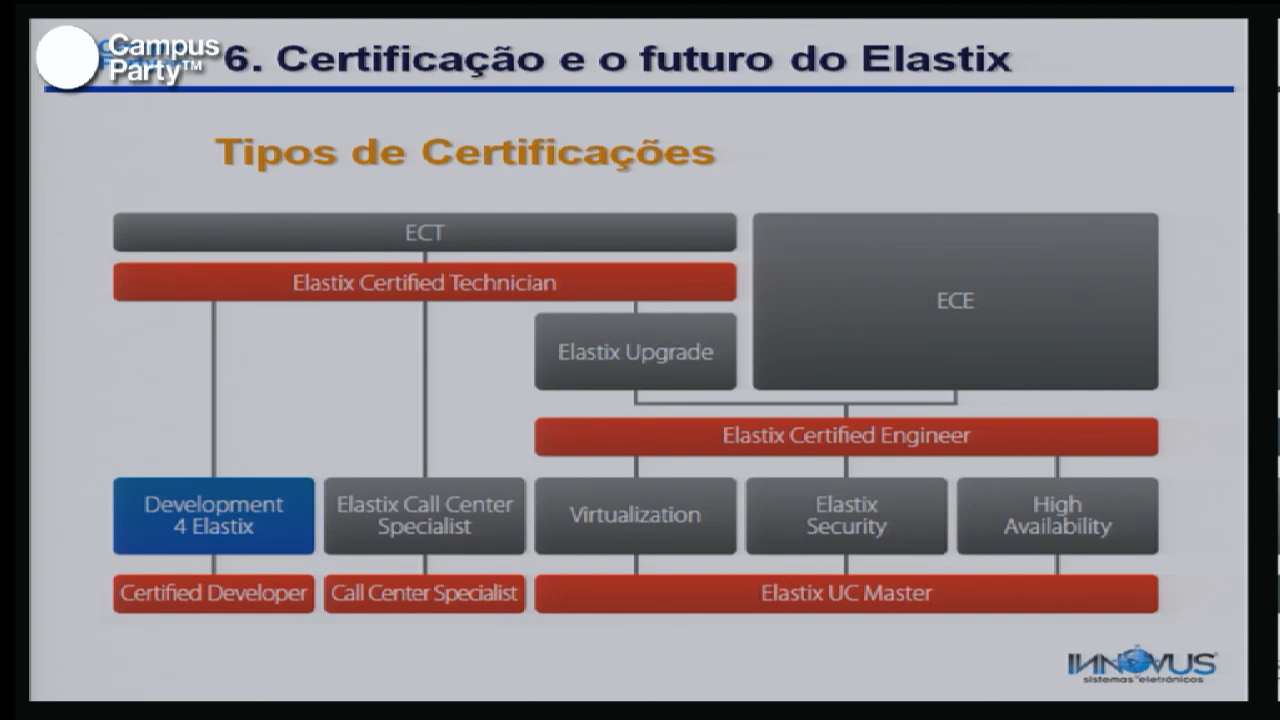 Campus
Party™
6. Certificação e o futuro do Elastix
Tipos de Certificações
ECT
Elastix Certified Technician
ECE
Elastix Upgrade
Elastix Certified Engineer
Development
4 Elastix
Elastix Call Center
Specialist
Virtualization
Elastix
Security
High
Availability
Certified Developer
Call Center Specialist
Elastix UC Master
INNOVUS
sistemas eletrônicos